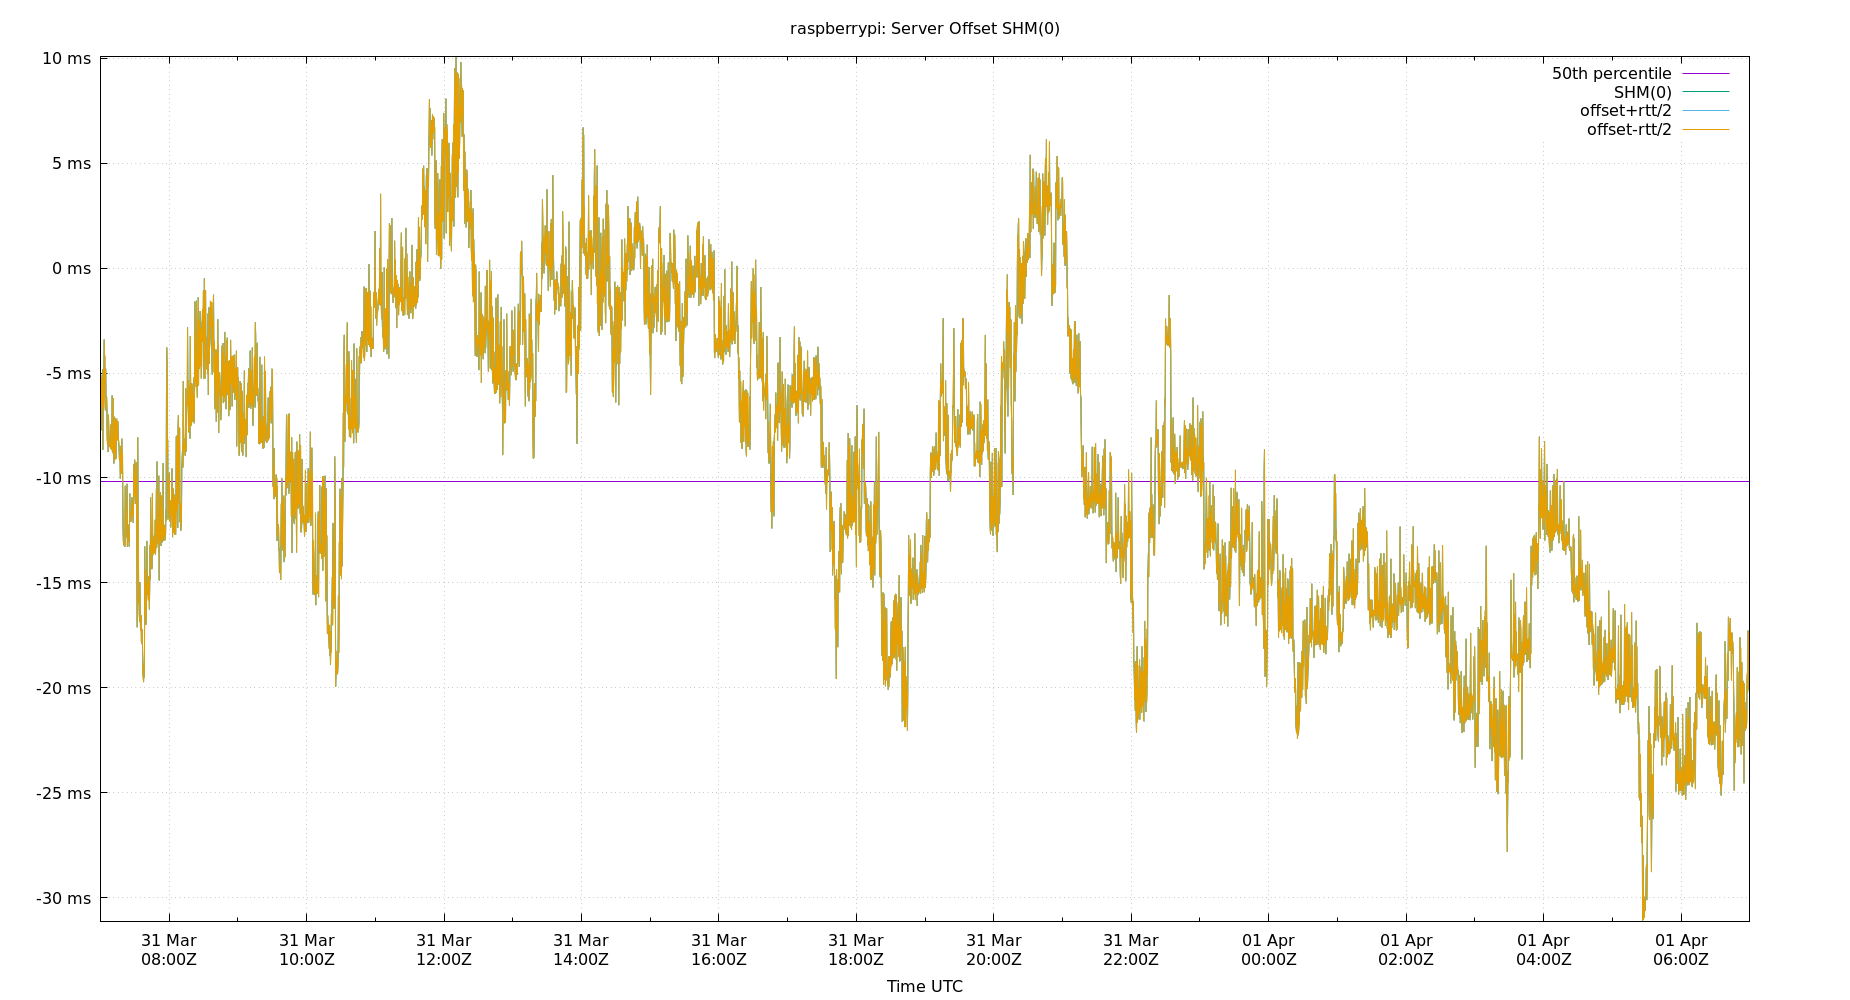 raspberrypi: Server Offset SHM(0)
10 ms
5 ms
0 ms
-5 ms
-10 ms
-15 ms
-20 ms
-25 ms
-30 ms
50th percentile
SHM(0)
offset+rtt/2
offset-rtt/2
31 Mar 31 Mar 31 Mar 31 Mar 31 Mar 31 Mar 31 Mar 31 Mar 01 Apr 01 Apr 01 Apr 01 Apr
08:00Z 10:00Z 12:00Z 14:00Z 16:00Z 18:00Z 20:00Z 22:00Z 00:00Z 02:00Z 04:00Z 06:00Z
Time UTC